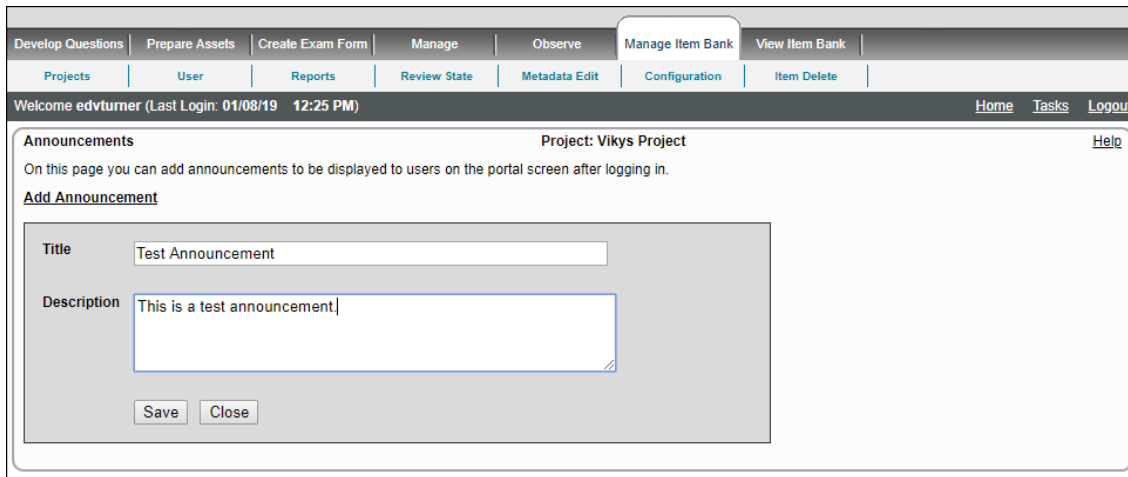 Develop Questions Prepare Assets Create Exam Form Manage Observe Manage Item Bank View Item Bank
Projects User Reports Review State Metadata Edit Configuration Item Delete
Welcome edvturner (Last Login: 01/08/19 12:25 PM) Home Tasks Logou
Announcements Project: Vikys Project Help
On this page you can add announcements to be displayed to users on the portal screen after logging in.
Add Announcement
Title Test Announcement
Description This is a test announcement.
Save Close